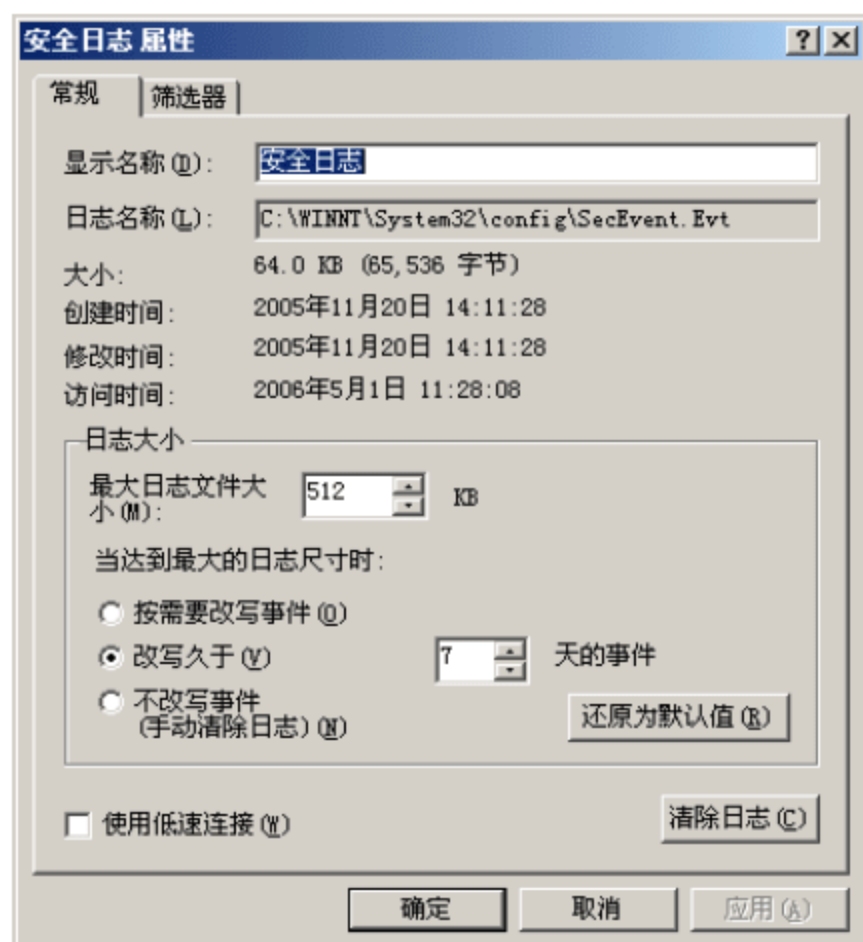 安全日志 属性
常规 筛选器
显示名称(D): 安全日志
日志名称(L): C:\WINNT\System32\config\SecEvent.Evt
大小: 64.0 KB (65,536 字节)
创建时间: 2005年11月20日 14:11:28
修改时间: 2005年11月20日 14:11:28
访问时间: 2006年5月1日 11:28:08
日志大小
最大日志文件大
小(M): 512 KB
当达到最大的日志尺寸时:
按需要改写事件(O)
改写久于(V) 7 天的事件
不改写事件
(手动清除日志)(N) 还原为默认值(R)
使用低速连接(W) 清除日志(C)
确定 取消 应用(A)